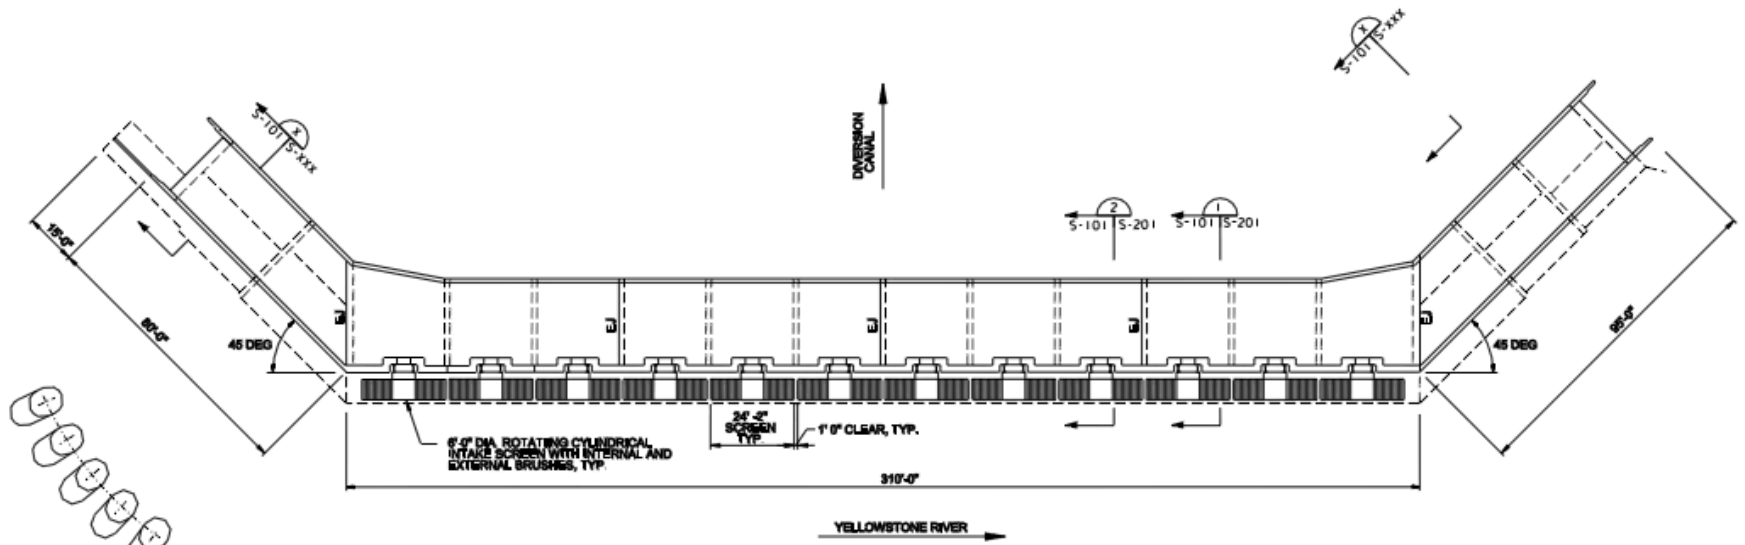 X
S-101 S-XXX
X
S-101 S-XXX
DIVERSION
CANAL
2
S-101 S-201
1
S-101 S-201
15'-0"
80'-0"
45 DEG
EJ
EJ
EJ
EJ
EJ
45 DEG
95'-0"
24' -2"
SCREEN
TYP.
1' 0" CLEAR, TYP.
6'-0" DIA. ROTATING CYLINDRICAL
INTAKE SCREEN WITH INTERNAL AND
EXTERNAL BRUSHES, TYP.
310'-0"
YELLOWSTONE RIVER